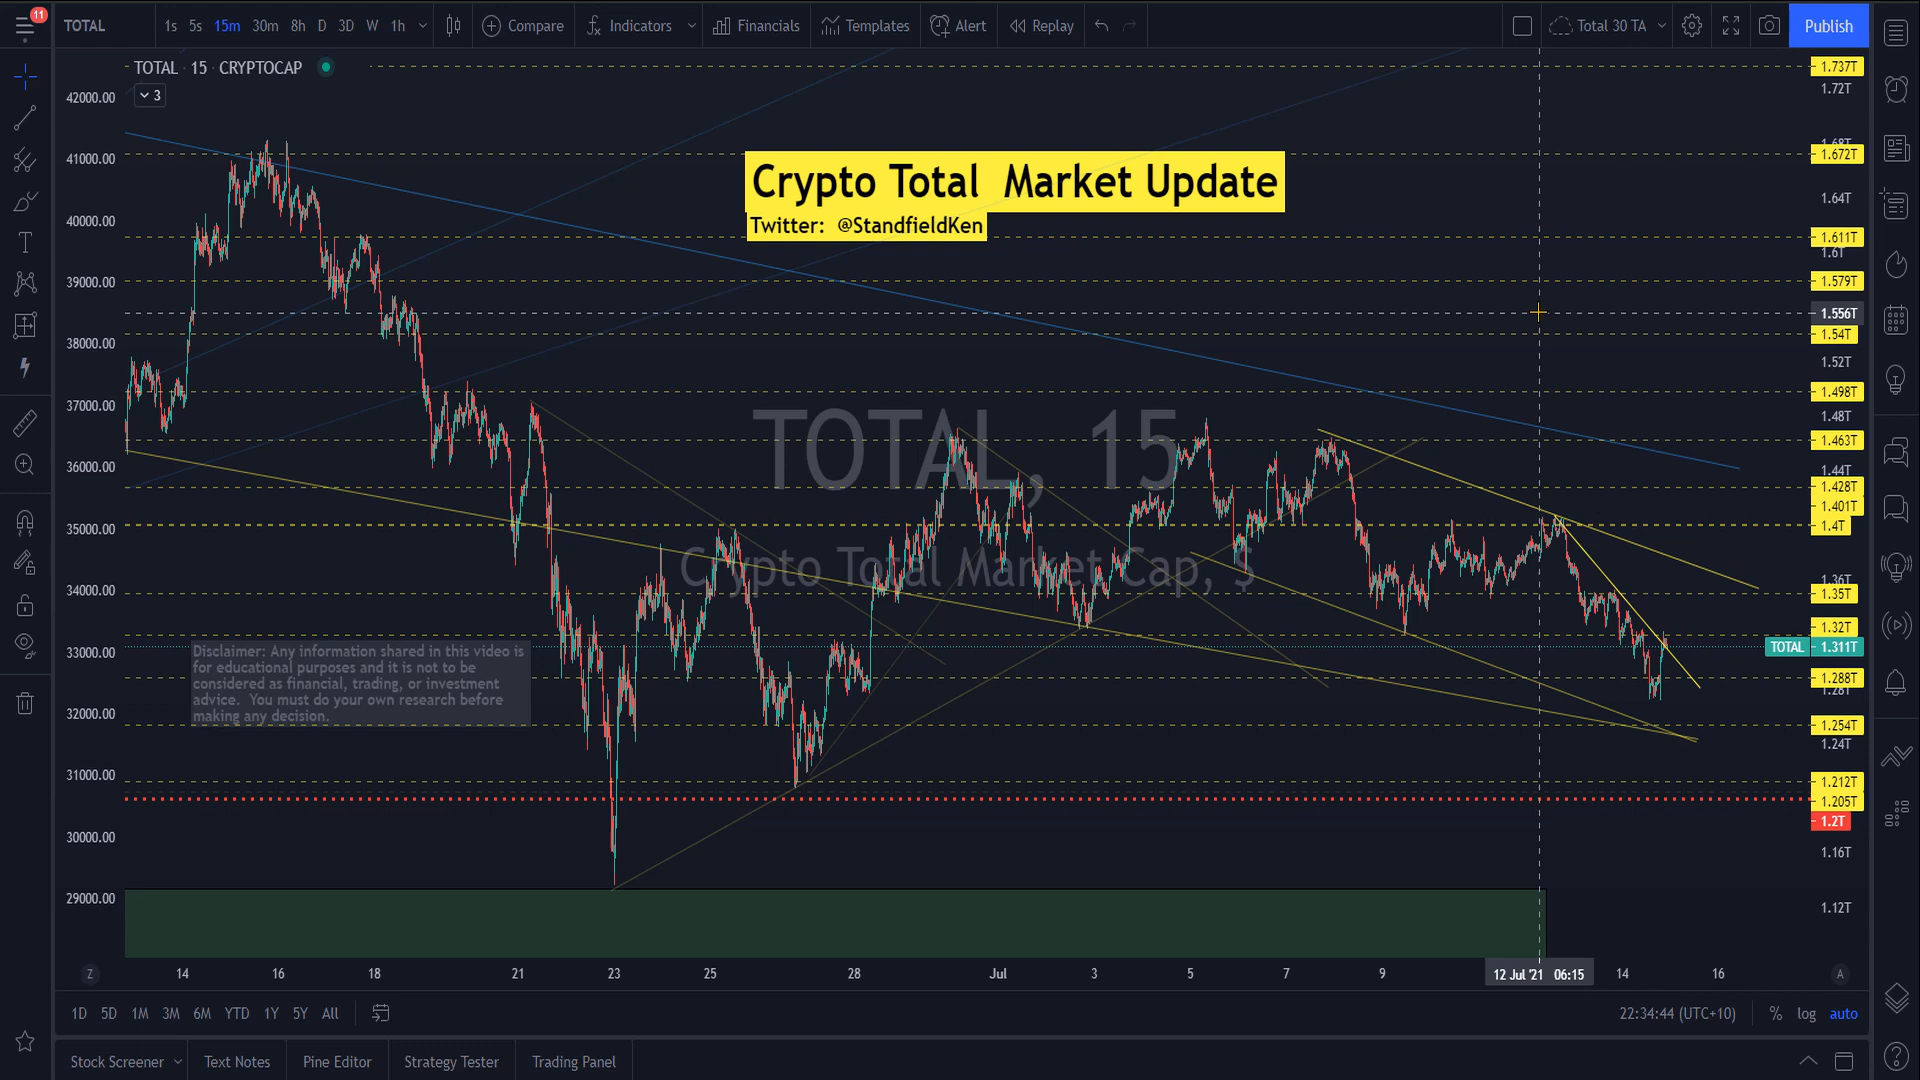 11
TOTAL
1s 5s 15m 30m 8h D 3D W 1h
Compare
Indicators
Financials
Templates
Alert
Replay
Total 30 TA
Publish
TOTAL · 15 · CRYPTOCAP
3
Crypto Total Market Update
Twitter: @StandfieldKen
TOTAL, 15
Crypto Total Market Cap, $
Disclaimer: Any information shared in this video is
for educational purposes and it is not to be
considered as financial, trading, or investment
advice. You must do your own research before
making any decision.
42000.00
41000.00
40000.00
39000.00
38000.00
37000.00
36000.00
35000.00
34000.00
33000.00
32000.00
31000.00
30000.00
29000.00
1.737T
1.72T
1.672T
1.64T
1.611T
1.6T
1.579T
1.556T
1.54T
1.52T
1.498T
1.48T
1.463T
1.44T
1.428T
1.401T
1.4T
1.36T
1.35T
1.32T
TOTAL 1.311T
1.288T
1.28T
1.254T
1.24T
1.212T
1.205T
1.2T
1.16T
1.12T
Z 14 16 18 21 23 25 28 Jul 3 5 7 9 12 Jul '21 06:15 14 16 A
1D 5D 1M 3M 6M YTD 1Y 5Y All
22:34:44 (UTC+10) % log auto
Stock Screener Text Notes Pine Editor Strategy Tester Trading Panel